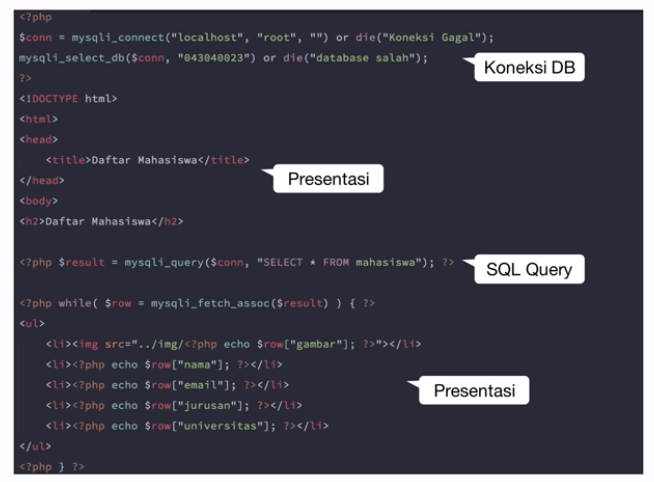 <?php
$conn = mysqli_connect("localhost", "root", "") or die("Koneksi Gagal");
mysqli_select_db($conn, "043040023") or die("database salah");
Koneksi DB
?>
<!DOCTYPE html>
<html>
<head>
    <title>Daftar Mahasiswa</title>
</head>
Presentasi
<body>
<h2>Daftar Mahasiswa</h2>
<?php $result = mysqli_query($conn, "SELECT * FROM mahasiswa"); ?>
SQL Query
<?php while( $row = mysqli_fetch_assoc($result) ) { ?>
<ul>
    <li><img src="../img/<?php echo $row["gambar"]; ?>"></li>
    <li><?php echo $row["nama"]; ?></li>
    <li><?php echo $row["email"]; ?></li>
Presentasi
    <li><?php echo $row["jurusan"]; ?></li>
    <li><?php echo $row["universitas"]; ?></li>
</ul>
<?php } ?>